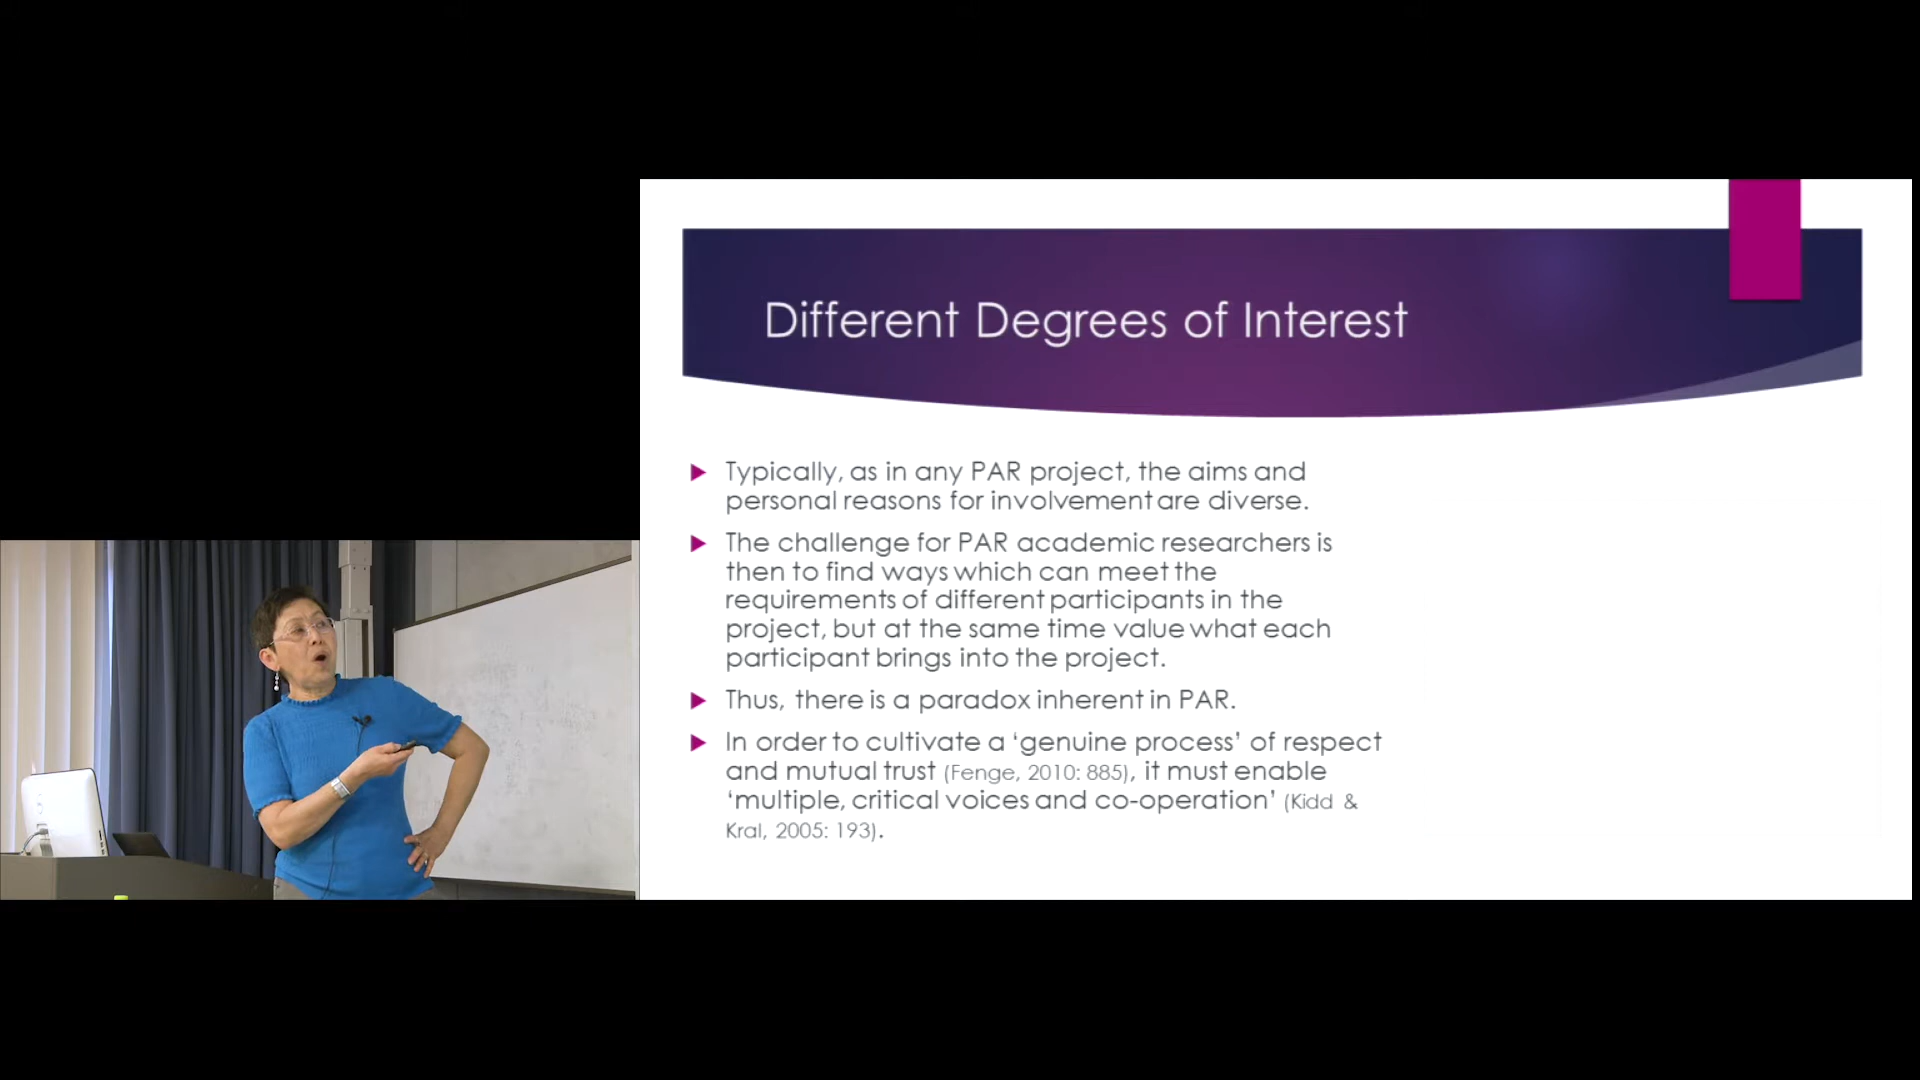 Different Degrees of Interest
Typically, as in any PAR project, the aims and
personal reasons for involvement are diverse.
The challenge for PAR academic researchers is
then to find ways which can meet the
requirements of different participants in the
project, but at the same time value what each
participant brings into the project.
Thus, there is a paradox inherent in PAR.
In order to cultivate a ‘genuine process’ of respect
and mutual trust (Fenge, 2010: 885), it must enable
‘multiple, critical voices and co-operation’ (Kidd &
Kral, 2005: 193).